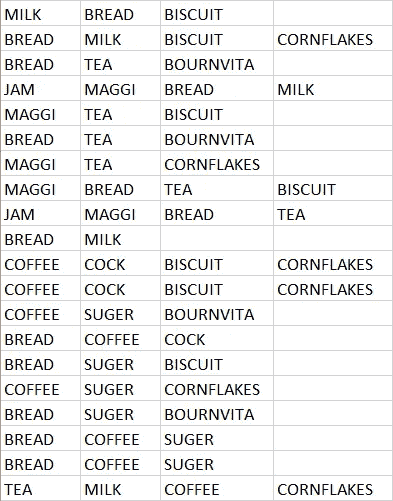 MILK BREAD BISCUIT
BREAD MILK BISCUIT CORNFLAKES
BREAD TEA BOURNVITA
JAM MAGGI BREAD MILK
MAGGI TEA BISCUIT
BREAD TEA BOURNVITA
MAGGI TEA CORNFLAKES
MAGGI BREAD TEA BISCUIT
JAM MAGGI BREAD TEA
BREAD MILK
COFFEE COCK BISCUIT CORNFLAKES
COFFEE COCK BISCUIT CORNFLAKES
COFFEE SUGER BOURNVITA
BREAD COFFEE COCK
BREAD SUGER BISCUIT
COFFEE SUGER CORNFLAKES
BREAD SUGER BOURNVITA
BREAD COFFEE SUGER
BREAD COFFEE SUGER
TEA MILK COFFEE CORNFLAKES